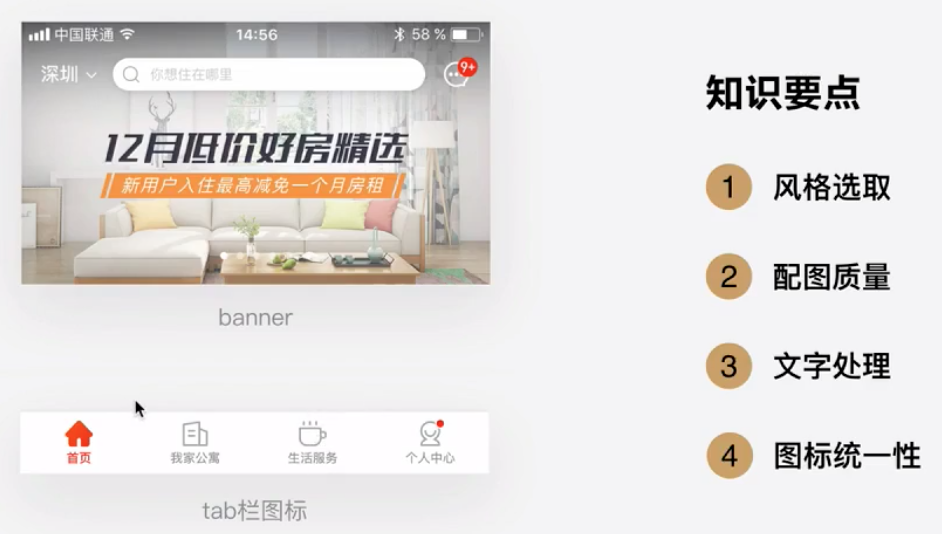 中国联通 14:56 58 %
深圳 你想住在哪里 9+
12月低价好房精选
新用户入住最高减免一个月房租
banner
首页 我家公寓 生活服务 个人中心
tab栏图标
知识要点
1 风格选取
2 配图质量
3 文字处理
4 图标统一性